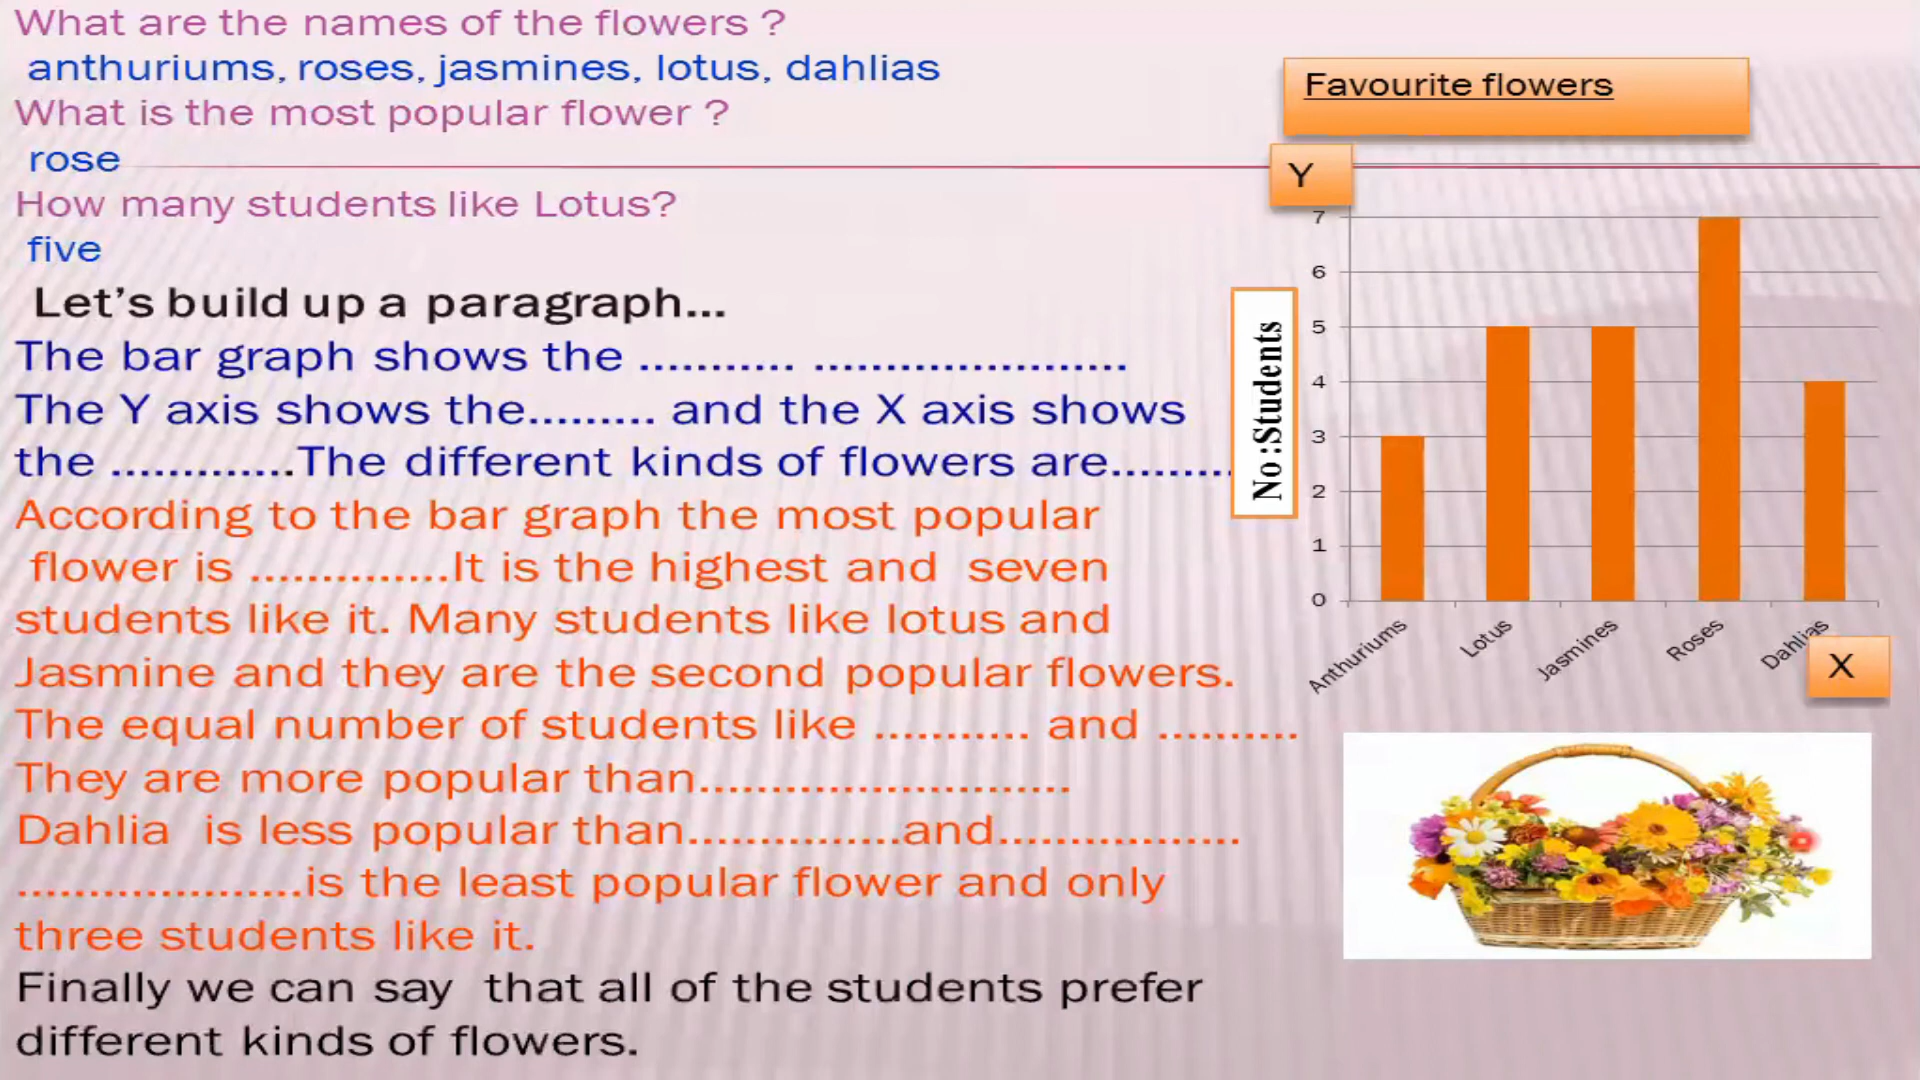 What are the names of the flowers ?
anthuriums, roses, jasmines, lotus, dahlias
What is the most popular flower ?
rose
How many students like Lotus?
five
Let's build up a paragraph...
The bar graph shows the ........... ......................
The Y axis shows the......... and the X axis shows
the .............The different kinds of flowers are.........
According to the bar graph the most popular
flower is ..............It is the highest and seven
students like it. Many students like lotus and
Jasmine and they are the second popular flowers.
The equal number of students like ........... and ..........
They are more popular than..........................
Dahlia is less popular than...............and.................
....................is the least popular flower and only
three students like it.
Finally we can say that all of the students prefer
different kinds of flowers.
Favourite flowers
Y
No :Students
7
6
5
4
3
2
1
0
Anthuriums
Lotus
Jasmines
Roses
Dahlias
X